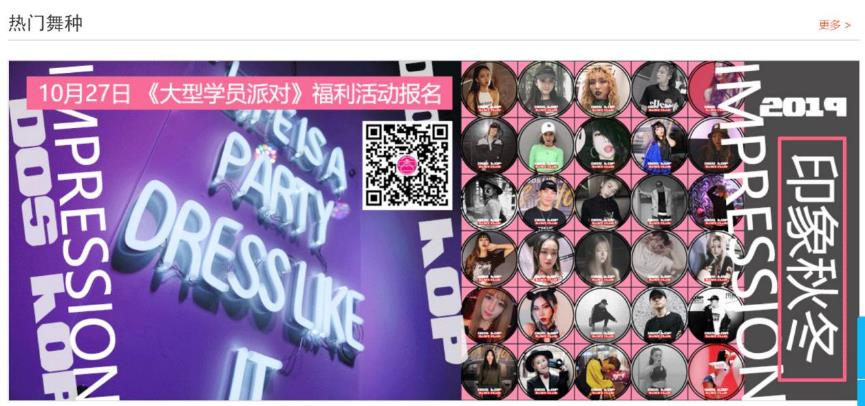 热门舞种
更多 >
10月27日 《大型学员派对》福利活动报名
IMPRESSION
DOS KOP
LIFE IS A
PARTY
DRESS LIKE
IT
KOP
IMPRESSION
2019
印象秋冬